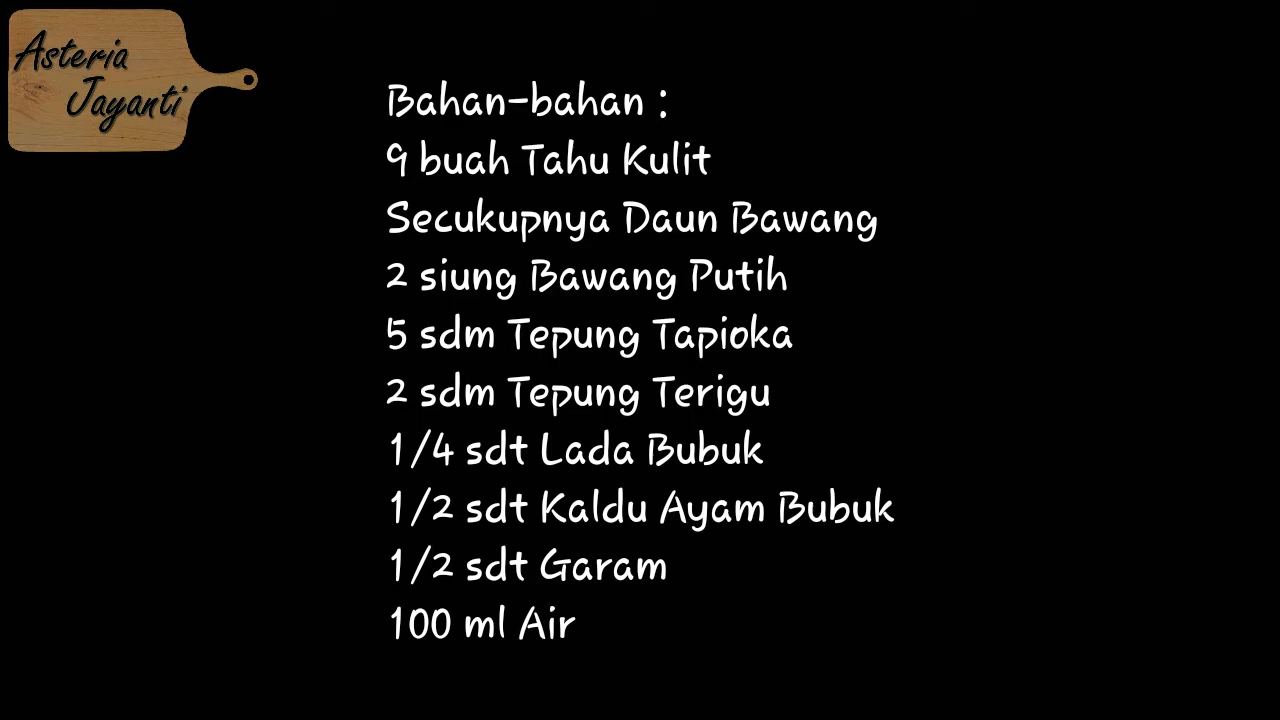 Asteria
Jayanti
Bahan-bahan :
9 buah Tahu Kulit
Secukupnya Daun Bawang
2 siung Bawang Putih
5 sdm Tepung Tapioka
2 sdm Tepung Terigu
1/4 sdt Lada Bubuk
1/2 sdt Kaldu Ayam Bubuk
1/2 sdt Garam
100 ml Air